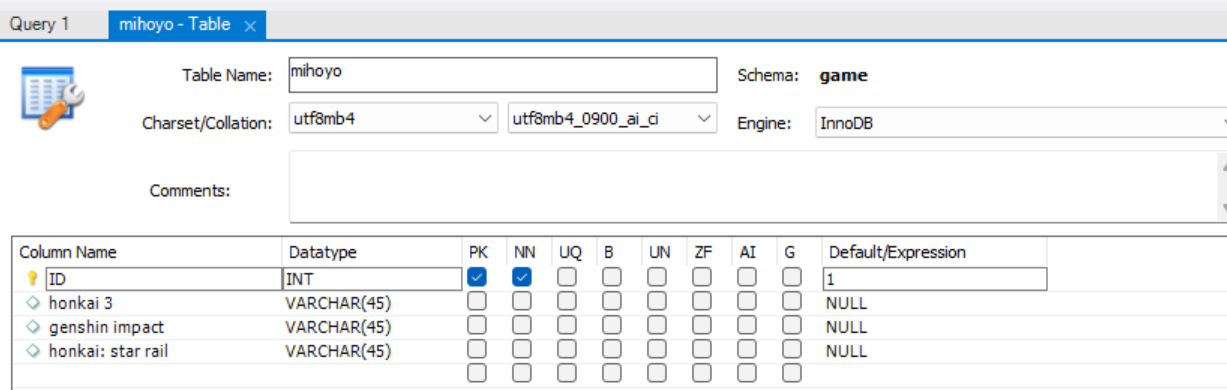 Query 1 mihoyo - Table ×
Table Name: mihoyo Schema: game
Charset/Collation: utf8mb4 utf8mb4_0900_ai_ci Engine: InnoDB
Comments:
Column Name Datatype PK NN UQ B UN ZF AI G Default/Expression
ID INT 1
honkai 3 VARCHAR(45) NULL
genshin impact VARCHAR(45) NULL
honkai: star rail VARCHAR(45) NULL